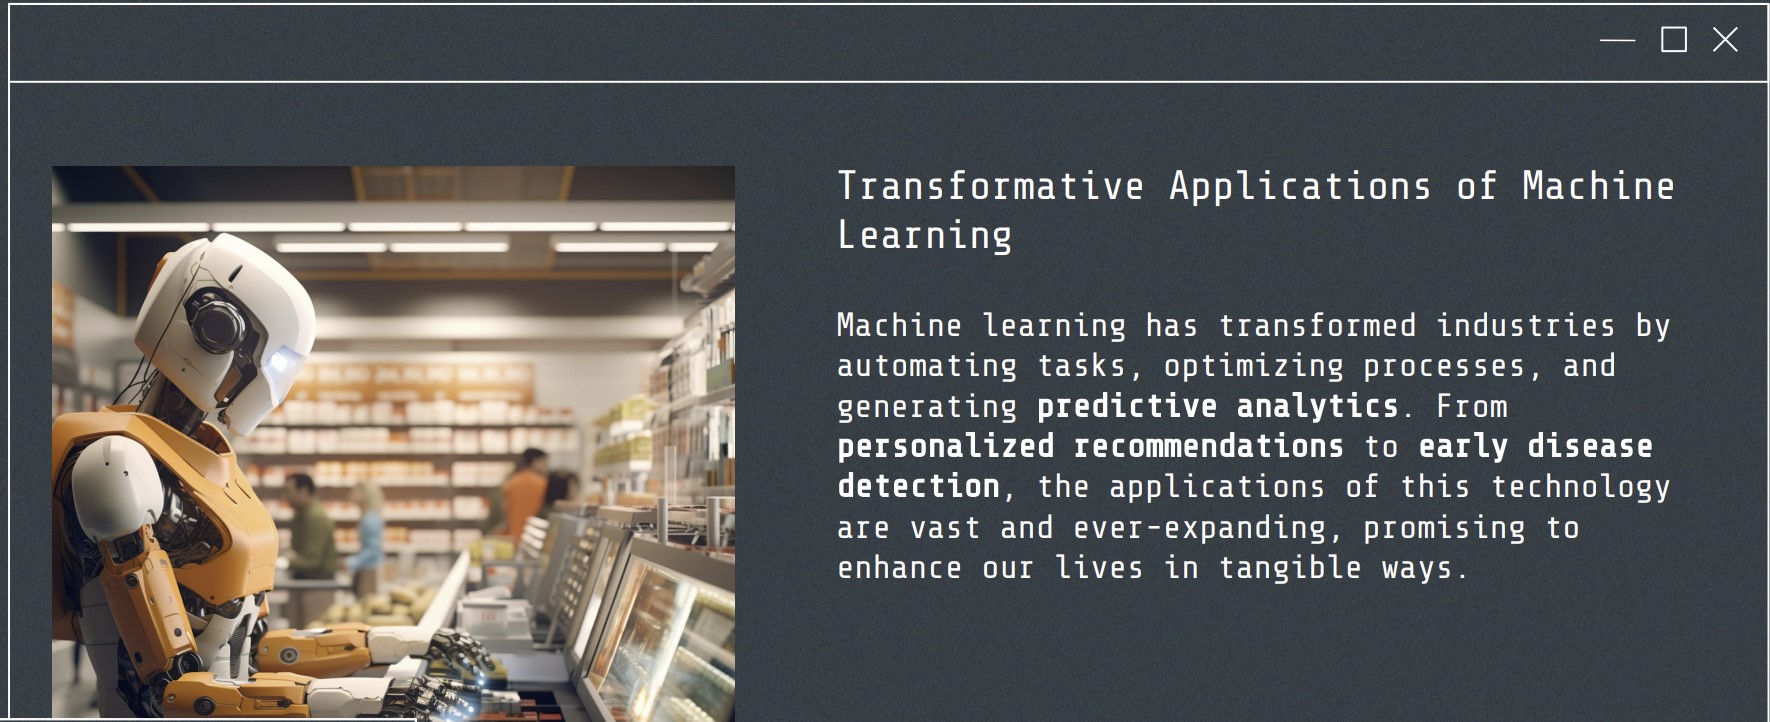 Transformative Applications of Machine
Learning
Machine learning has transformed industries by
automating tasks, optimizing processes, and
generating predictive analytics. From
personalized recommendations to early disease
detection, the applications of this technology
are vast and ever-expanding, promising to
enhance our lives in tangible ways.